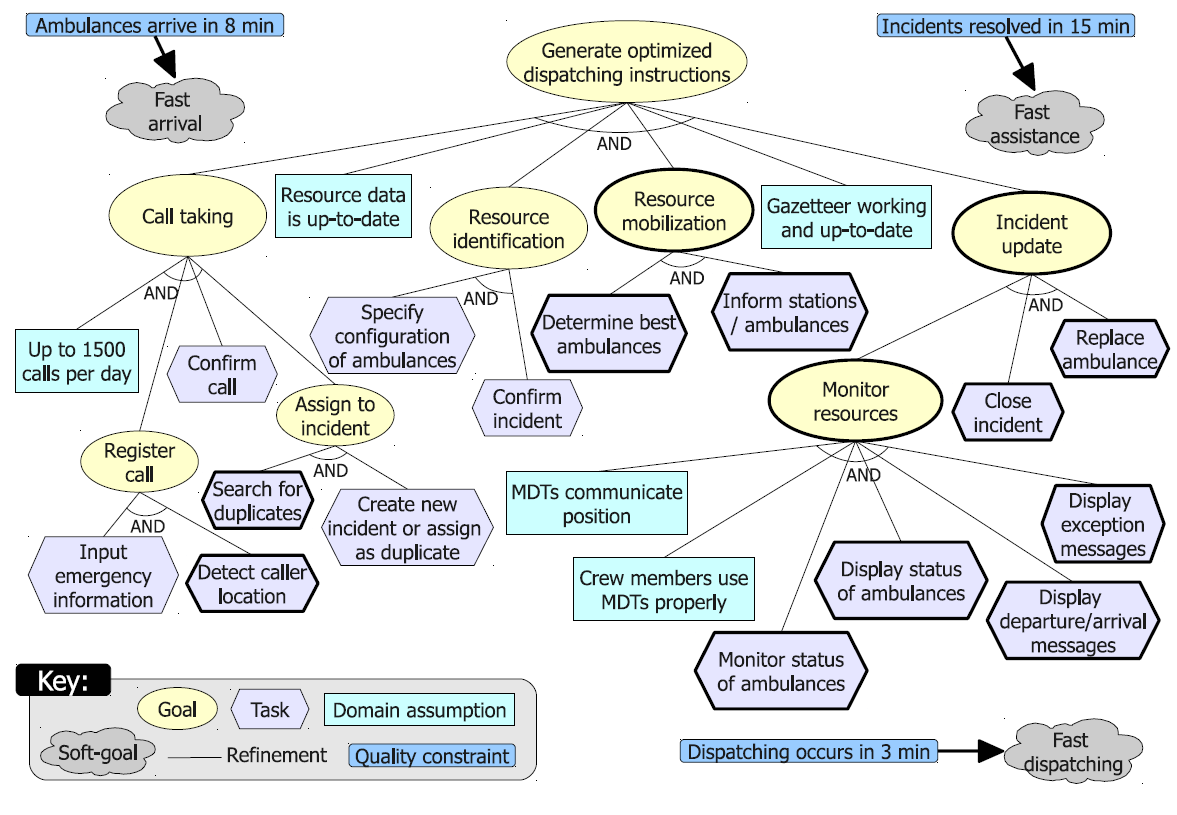 Ambulances arrive in 8 min
Fast
arrival
Generate optimized
dispatching instructions
Incidents resolved in 15 min
Fast
assistance
AND
Call taking
Resource data
is up-to-date
Resource
identification
Resource
mobilization
Gazetteer working
and up-to-date
Incident
update
AND
AND
AND
AND
Up to 1500
calls per day
Confirm
call
Specify
configuration
of ambulances
Confirm
incident
Determine best
ambulances
Inform stations
/ ambulances
Replace
ambulance
Close
incident
Monitor
resources
Assign to
incident
Register
call
AND
AND
AND
Search for
duplicates
Create new
incident or assign
as duplicate
Input
emergency
information
Detect caller
location
MDTs communicate
position
Crew members use
MDTs properly
Monitor status
of ambulances
Display status
of ambulances
Display
departure/arrival
messages
Display
exception
messages
Key:
Goal
Task
Domain assumption
Soft-goal
Refinement
Quality constraint
Dispatching occurs in 3 min
Fast
dispatching